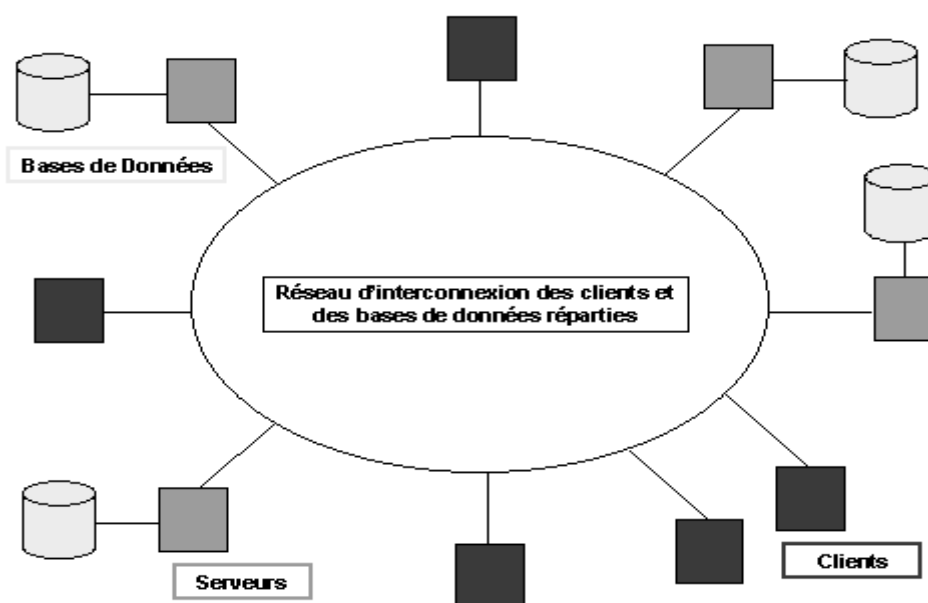 Bases de Données
Réseau d'interconnexion des clients et
des bases de données réparties
Clients
Serveurs